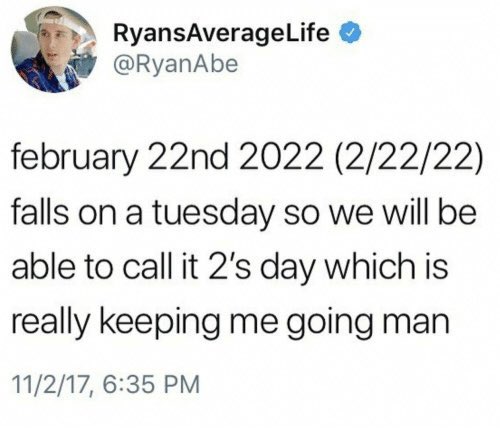 RyansAverageLife
@RyanAbe
february 22nd 2022 (2/22/22)
falls on a tuesday so we will be
able to call it 2's day which is
really keeping me going man
11/2/17, 6:35 PM